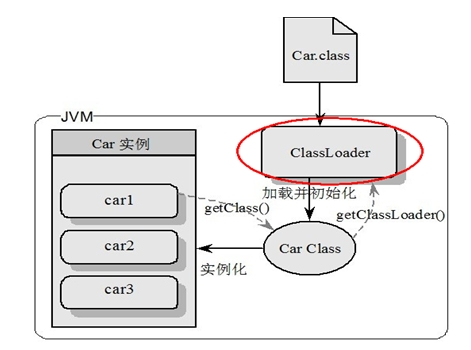 Car.class
JVM
Car 实例
ClassLoader
加载并初始化
car1
getClass()
getClassLoader()
car2
Car Class
实例化
car3